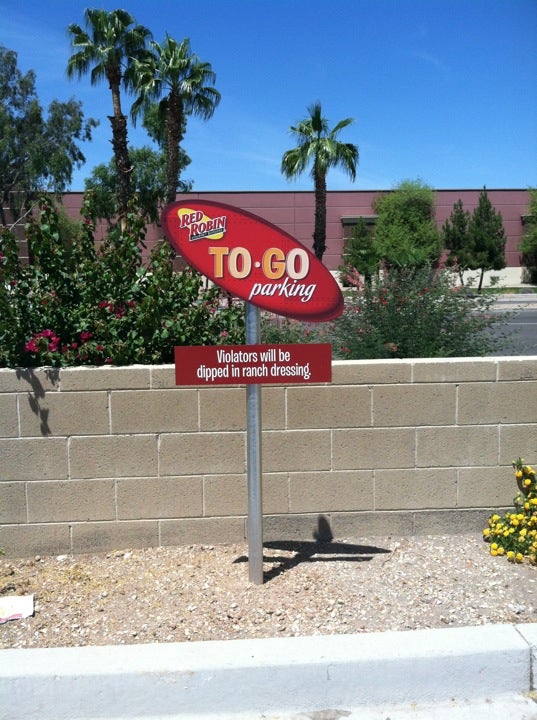 RED
ROBIN
TO·GO
parking
Violators will be
dipped in ranch dressing.